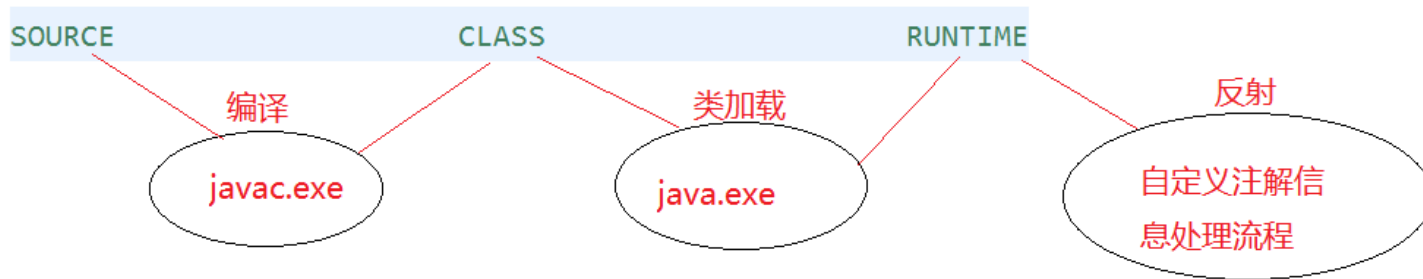 SOURCE CLASS RUNTIME
编译 类加载 反射
javac.exe
java.exe
自定义注解信
息处理流程